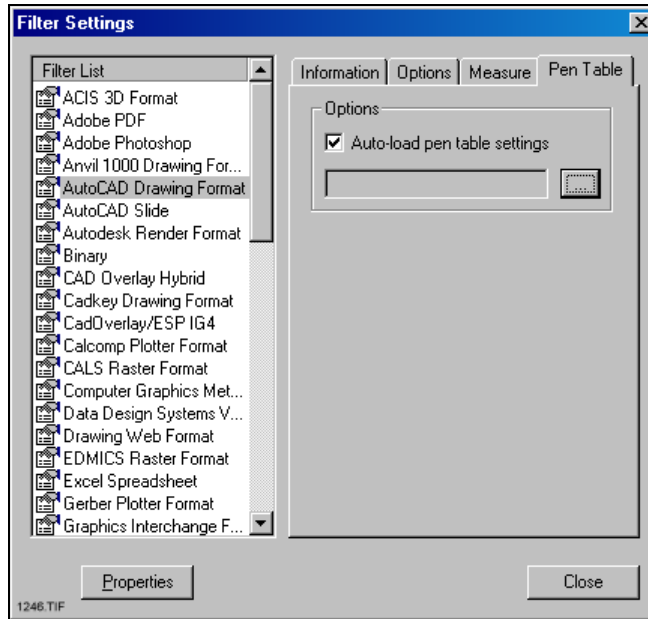 Filter Settings
Filter List
ACIS 3D Format
Adobe PDF
Adobe Photoshop
Anvil 1000 Drawing For...
AutoCAD Drawing Format
AutoCAD Slide
Autodesk Render Format
Binary
CAD Overlay Hybrid
Cadkey Drawing Format
CadOverlay/ESP IG4
Calcomp Plotter Format
CALS Raster Format
Computer Graphics Met...
Data Design Systems V...
Drawing Web Format
EDMICS Raster Format
Excel Spreadsheet
Gerber Plotter Format
Graphics Interchange F...
Information Options Measure Pen Table
Options
Auto-load pen table settings
...
Properties
Close
1246.TIF